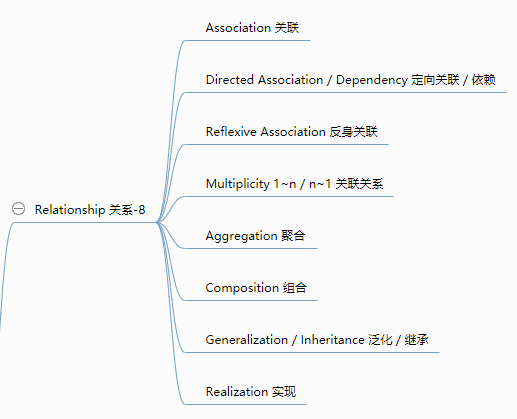 Association 关联
Directed Association / Dependency 定向关联 / 依赖
Reflexive Association 反身关联
Multiplicity 1~n / n~1 关联关系
Relationship 关系-8
Aggregation 聚合
Composition 组合
Generalization / Inheritance 泛化 / 继承
Realization 实现